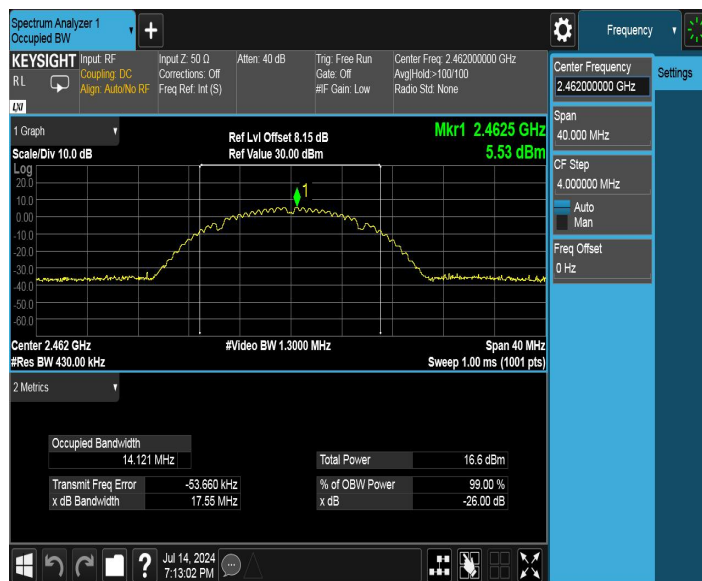 Spectrum Analyzer 1
Occupied BW
+
Frequency
KEYSIGHT
R L
LXI
Input: RF
Coupling: DC
Align: Auto/No RF
Input Z: 50 Ω
Corrections: Off
Freq Ref: Int (S)
Atten: 40 dB
Trig: Free Run
Gate: Off
#IF Gain: Low
Center Freq: 2.462000000 GHz
Avg|Hold:>100/100
Radio Std: None
Center Frequency
2.462000000 GHz
Settings
Span
40.000 MHz
CF Step
4.000000 MHz
Auto
Man
Freq Offset
0 Hz
1 Graph
Scale/Div 10.0 dB
Ref Lvl Offset 8.15 dB
Ref Value 30.00 dBm
Mkr1 2.4625 GHz
5.53 dBm
Log
20.0
10.0
0.00
-10.0
-20.0
-30.0
-40.0
-50.0
-60.0
1
Center 2.462 GHz
#Video BW 1.3000 MHz
Span 40 MHz
#Res BW 430.00 kHz
Sweep 1.00 ms (1001 pts)
2 Metrics
Occupied Bandwidth
14.121 MHz
Total Power 16.6 dBm
Transmit Freq Error -53.660 kHz
% of OBW Power 99.00 %
x dB Bandwidth 17.55 MHz
x dB -26.00 dB
?
Jul 14, 2024
7:13:02 PM